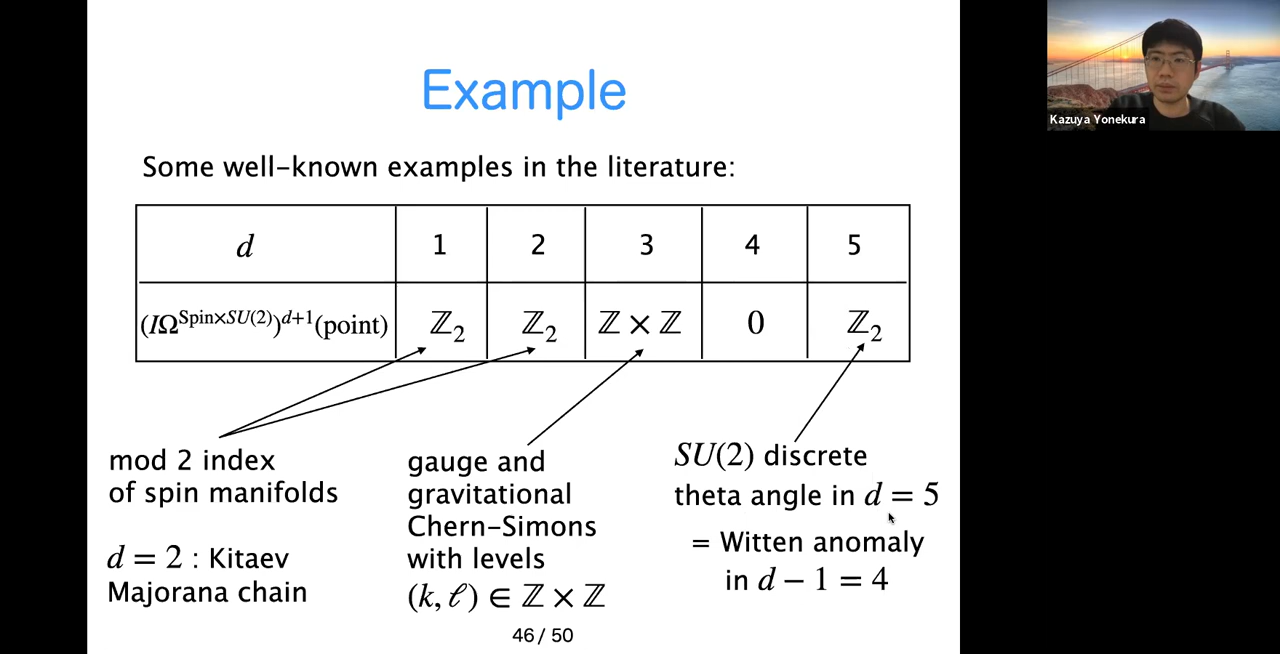 Example
Kazuya Yonekura
Some well-known examples in the literature:
d 1 2 3 4 5
(IΩ^{Spin×SU(2)})^{d+1}(point) ℤ₂ ℤ₂ ℤ × ℤ 0 ℤ₂
mod 2 index
of spin manifolds
d = 2 : Kitaev
Majorana chain
gauge and
gravitational
Chern-Simons
with levels
(k, ℓ) ∈ ℤ × ℤ
SU(2) discrete
theta angle in d = 5
= Witten anomaly
in d − 1 = 4
46 / 50